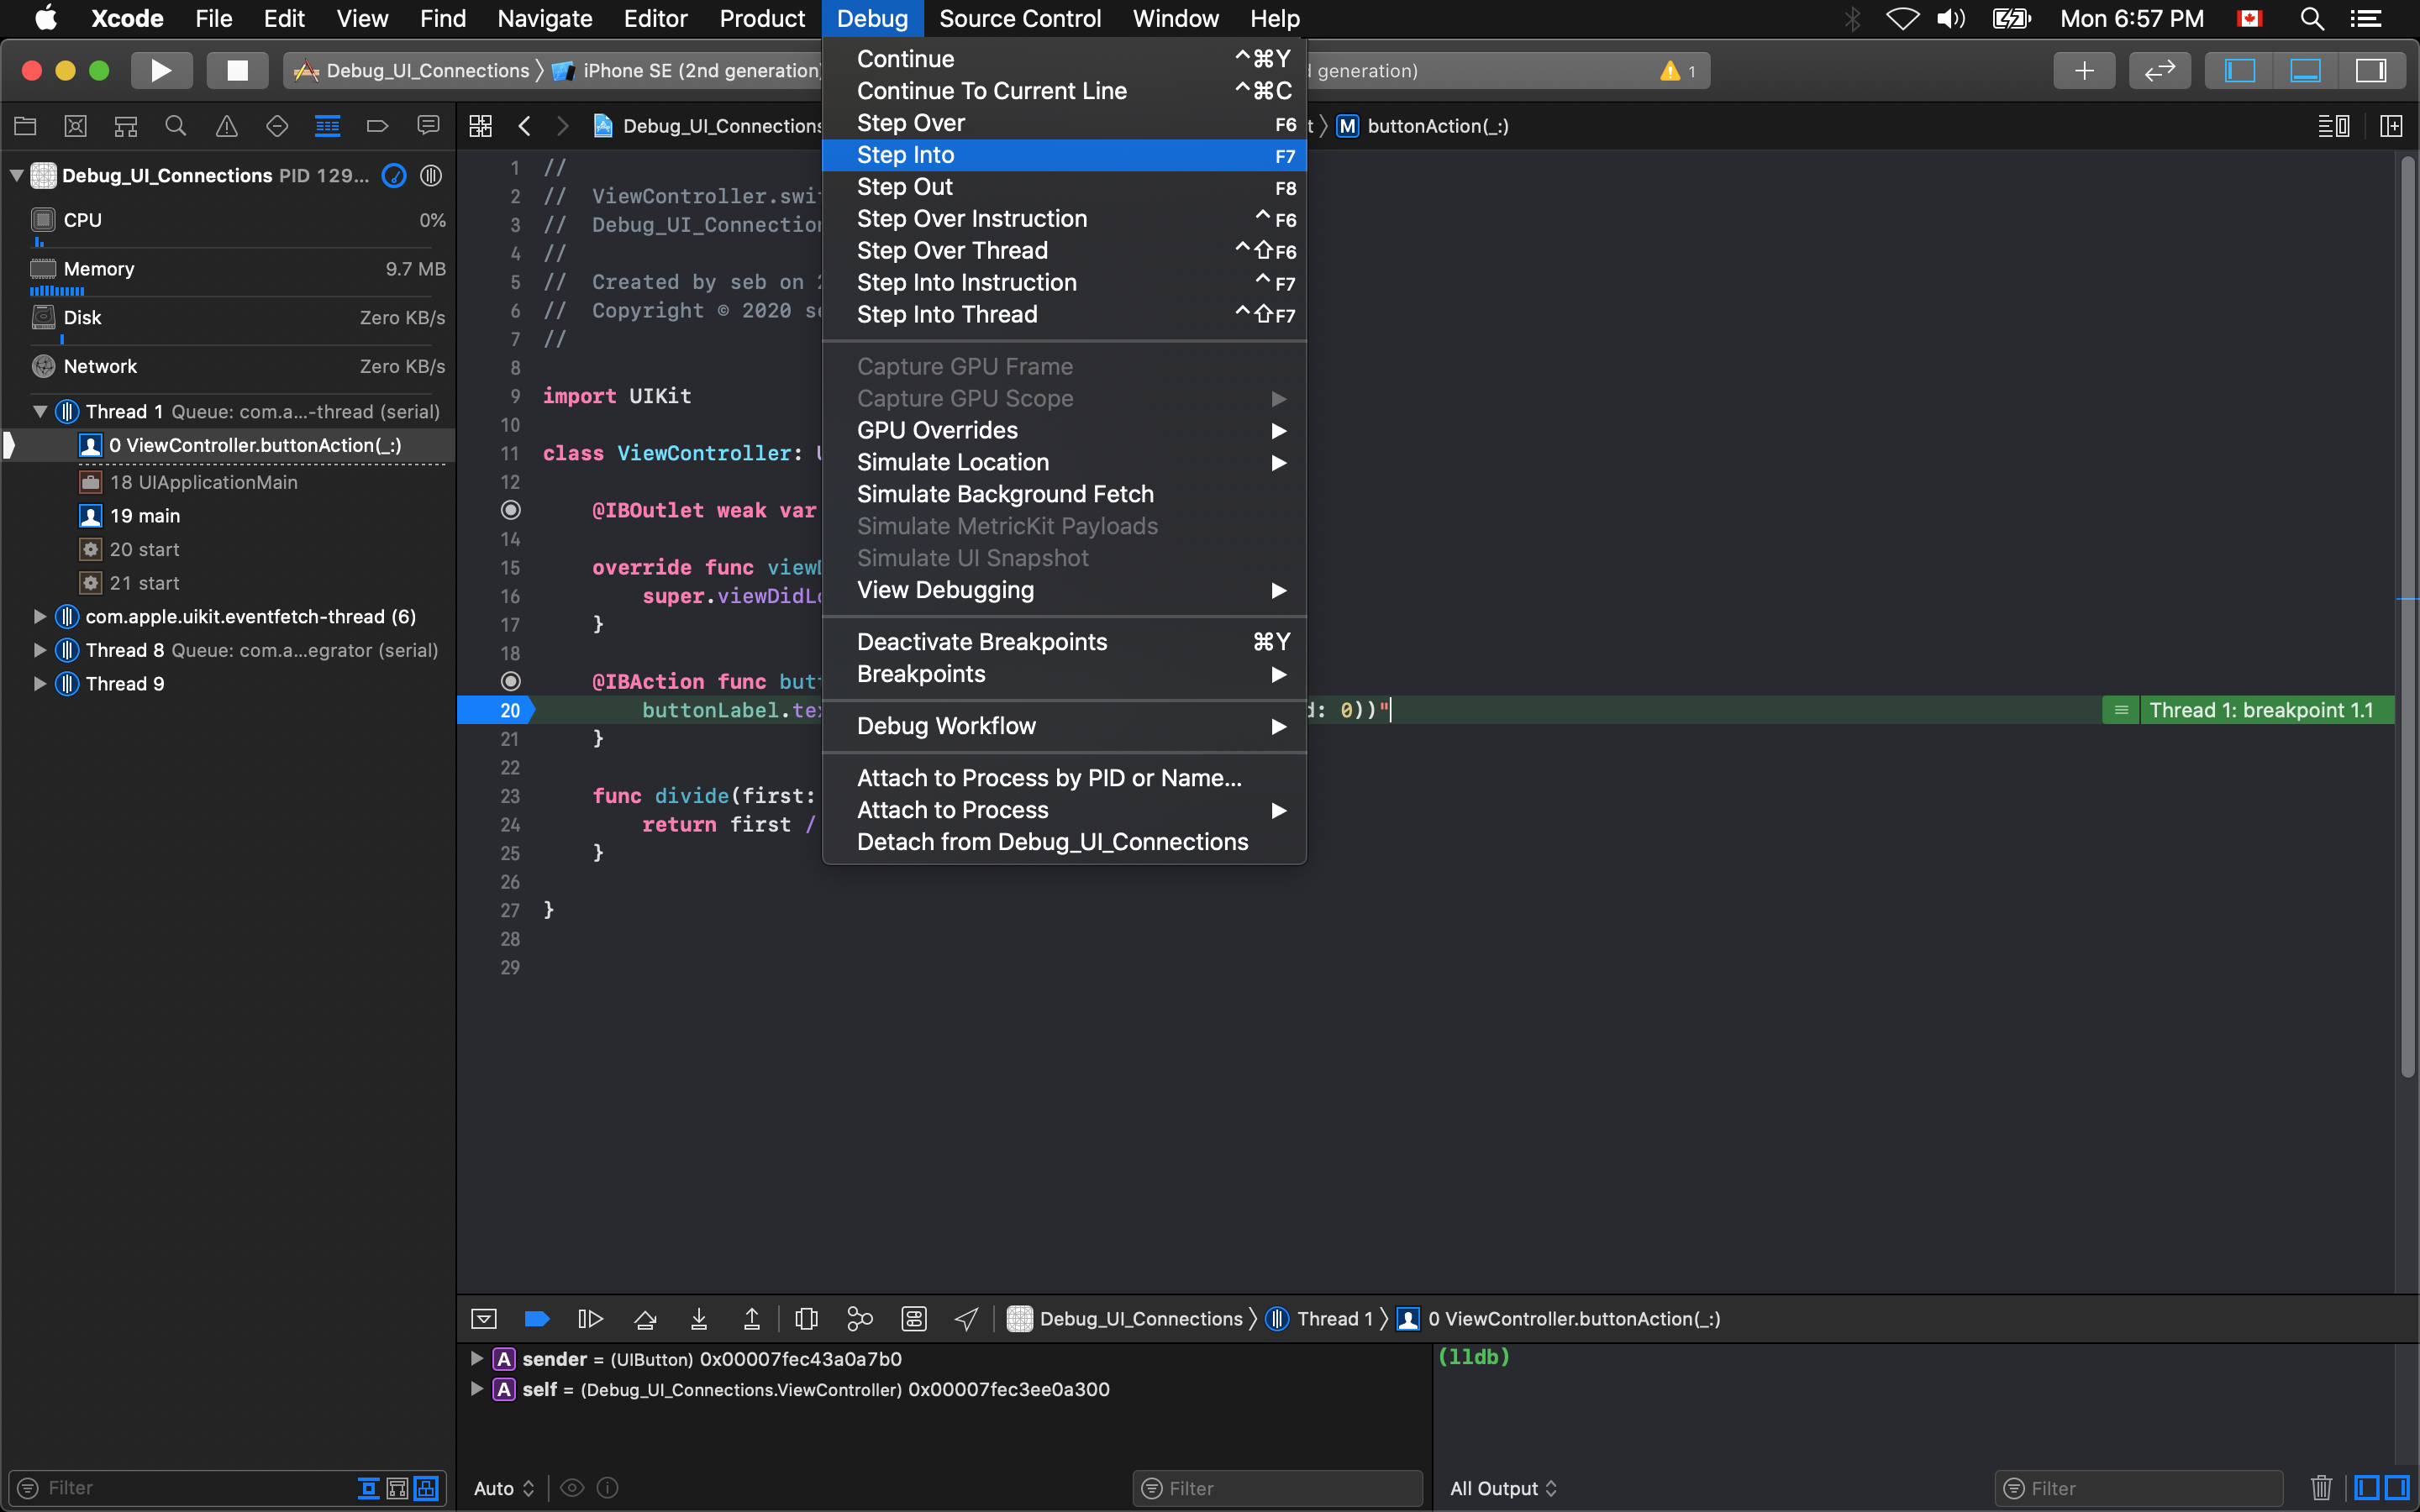 Xcode File Edit View Find Navigate Editor Product Debug Source Control Window Help Mon 6:57 PM
Debug_UI_Connections 〉 iPhone SE (2nd generation generation) 1
Debug_UI_Connections t 〉 M buttonAction(_:)
Continue ^⌘Y
Continue To Current Line ^⌘C
Step Over F6
Step Into F7
Step Out F8
Step Over Instruction ^F6
Step Over Thread ^⇧F6
Step Into Instruction ^F7
Step Into Thread ^⇧F7
Capture GPU Frame
Capture GPU Scope
GPU Overrides
Simulate Location
Simulate Background Fetch
Simulate MetricKit Payloads
Simulate UI Snapshot
View Debugging
Deactivate Breakpoints ⌘Y
Breakpoints
Debug Workflow
Attach to Process by PID or Name...
Attach to Process
Detach from Debug_UI_Connections
Debug_UI_Connections PID 129...
CPU 0%
Memory 9.7 MB
Disk Zero KB/s
Network Zero KB/s
Thread 1 Queue: com.a...-thread (serial)
0 ViewController.buttonAction(_:)
18 UIApplicationMain
19 main
20 start
21 start
com.apple.uikit.eventfetch-thread (6)
Thread 8 Queue: com.a...egrator (serial)
Thread 9
Filter
1 //
2 // ViewController.swi
3 // Debug_UI_Connection
4 //
5 // Created by seb on 2
6 // Copyright © 2020 s
7 //
8
9 import UIKit
10
11 class ViewController: U
12
@IBOutlet weak var
14
15 override func viewD
16 super.viewDidLo
17 }
18
@IBAction func but
20 buttonLabel.tex d: 0))" Thread 1: breakpoint 1.1
21 }
22
23 func divide(first:
24 return first /
25 }
26
27 }
28
29
Debug_UI_Connections 〉 Thread 1 〉 0 ViewController.buttonAction(_:)
A sender = (UIButton) 0x00007fec43a0a7b0
A self = (Debug_UI_Connections.ViewController) 0x00007fec3ee0a300
(lldb)
Auto Filter
All Output Filter